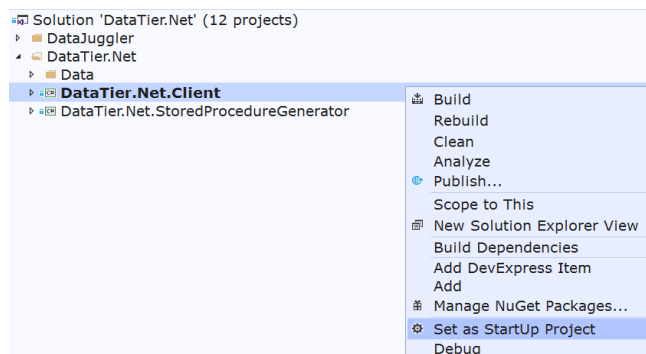 Solution 'DataTier.Net' (12 projects)
DataJuggler
DataTier.Net
Data
C# DataTier.Net.Client
C# DataTier.Net.StoredProcedureGenerator
Build
Rebuild
Clean
Analyze
Publish...
Scope to This
New Solution Explorer View
Build Dependencies
Add DevExpress Item
Add
Manage NuGet Packages...
Set as StartUp Project
Debug